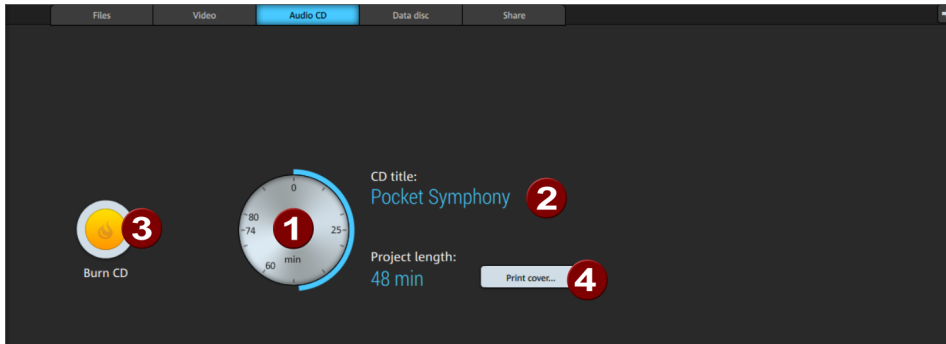 Files Video Audio CD Data disc Share
CD title:
Pocket Symphony 2
3
Burn CD
0
80
74
25
60
min
1
Project length:
48 min
Print cover... 4